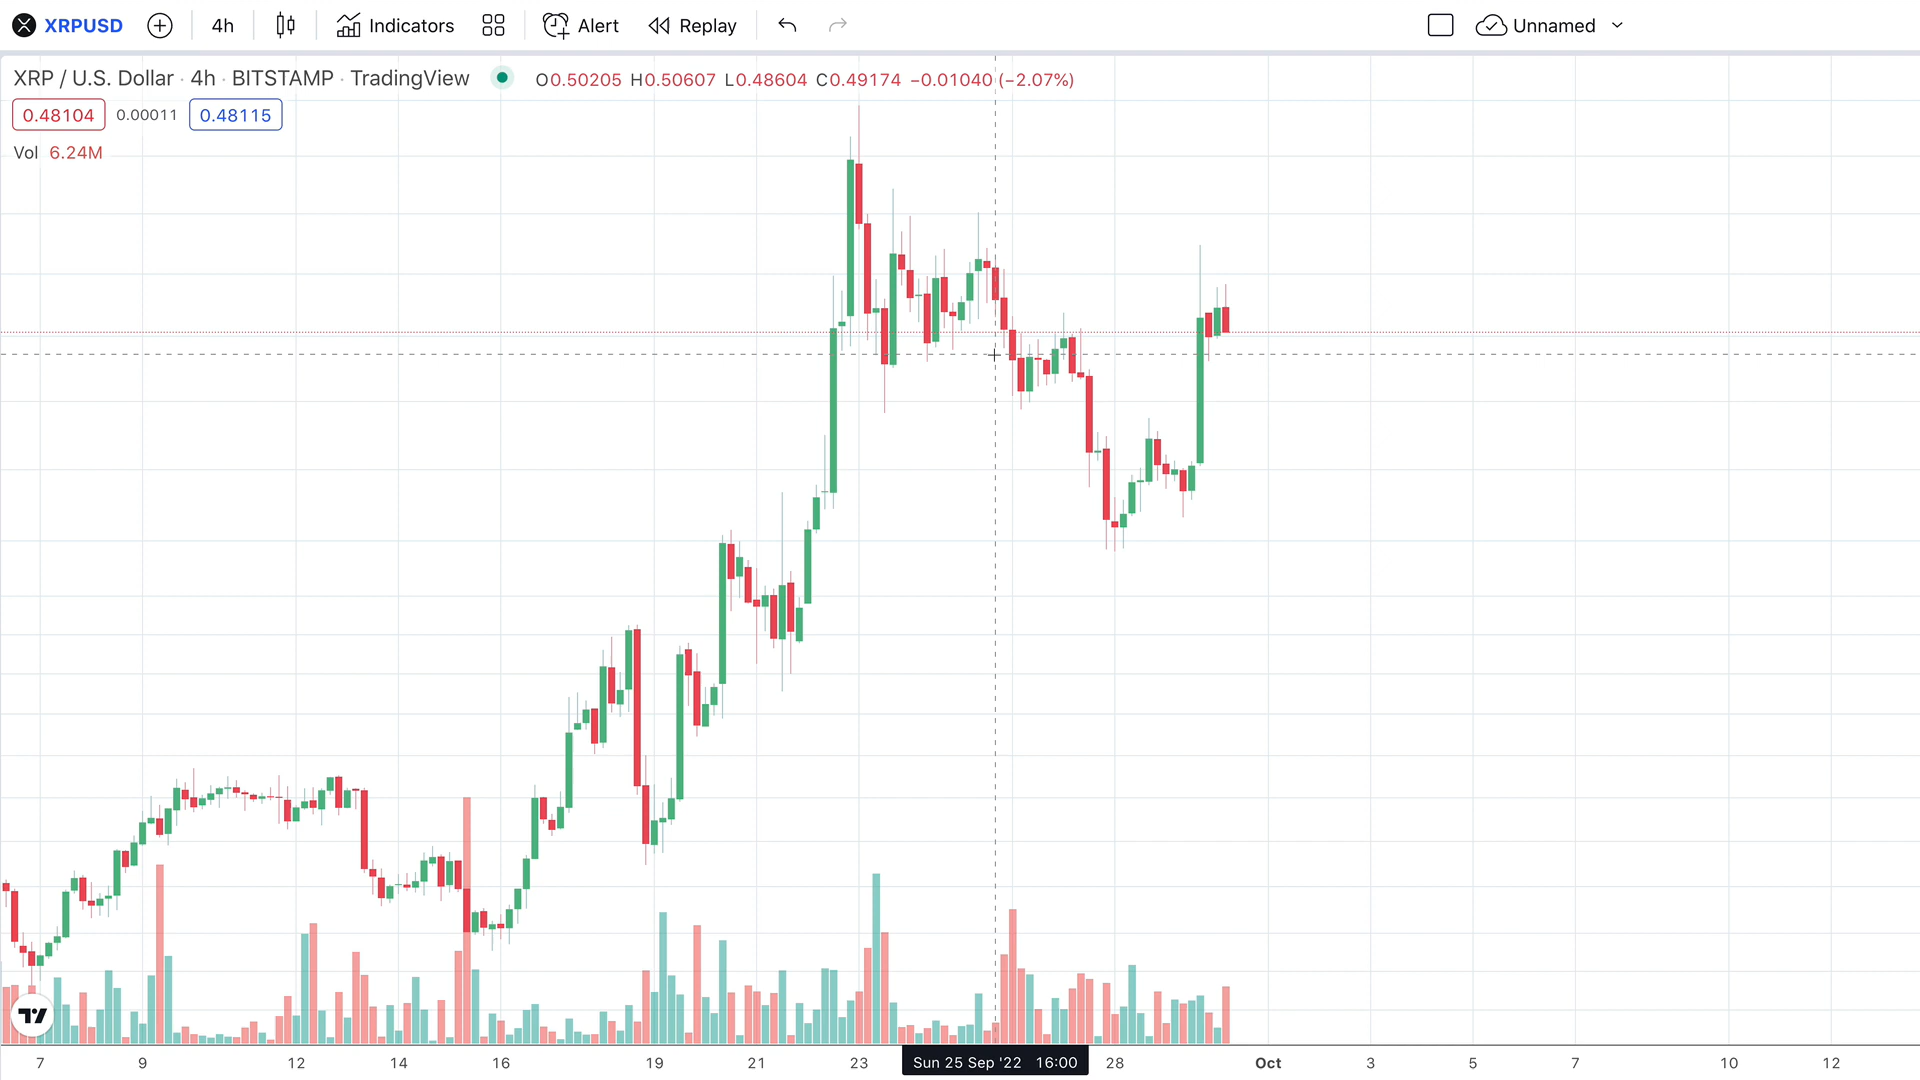 XRPUSD 4h Indicators Alert Replay Unnamed
XRP / U.S. Dollar · 4h · BITSTAMP · TradingView O0.50205 H0.50607 L0.48604 C0.49174 −0.01040 (−2.07%)
0.48104 0.00011 0.48115
Vol 6.24M
7 9 12 14 16 19 21 23 Sun 25 Sep '22 16:00 28 Oct 3 5 7 10 12